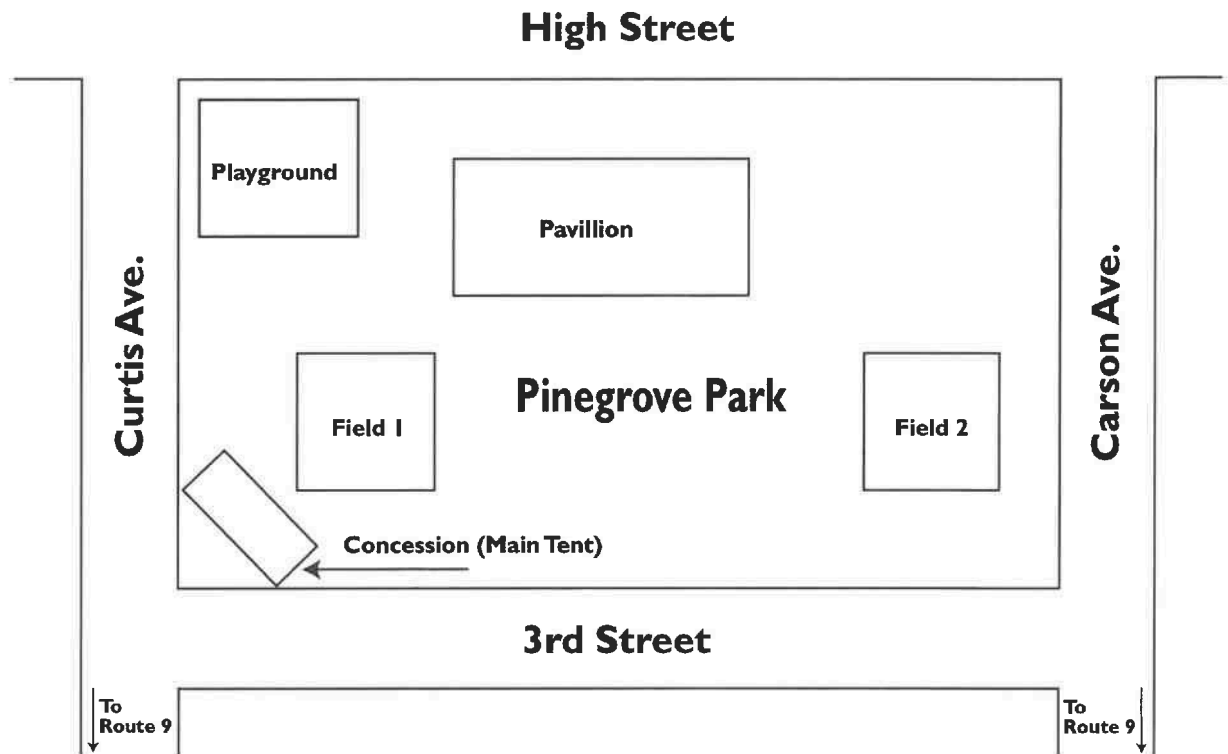 High Street
Playground
Pavillion
Curtis Ave.
Carson Ave.
Field 1
Pinegrove Park
Field 2
Concession (Main Tent)
3rd Street
To
Route 9
To
Route 9